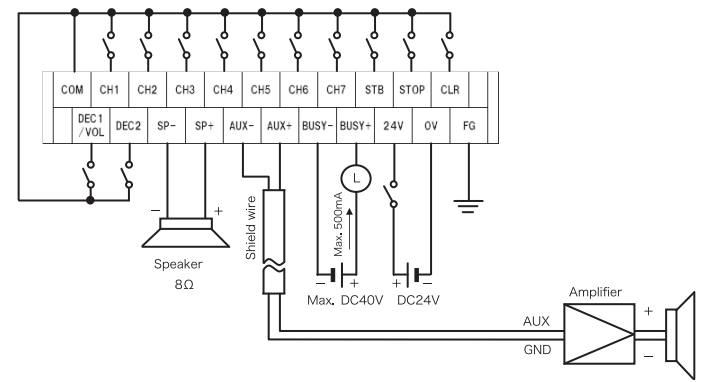 COM CH1 CH2 CH3 CH4 CH5 CH6 CH7 STB STOP CLR
DEC1 /VOL DEC2 SP- SP+ AUX- AUX+ BUSY- BUSY+ 24V 0V FG
L
− +
Speaker
8Ω
Shield wire
Max. 500mA
− + + −
Max. DC40V DC24V
Amplifier
AUX
GND
+
−